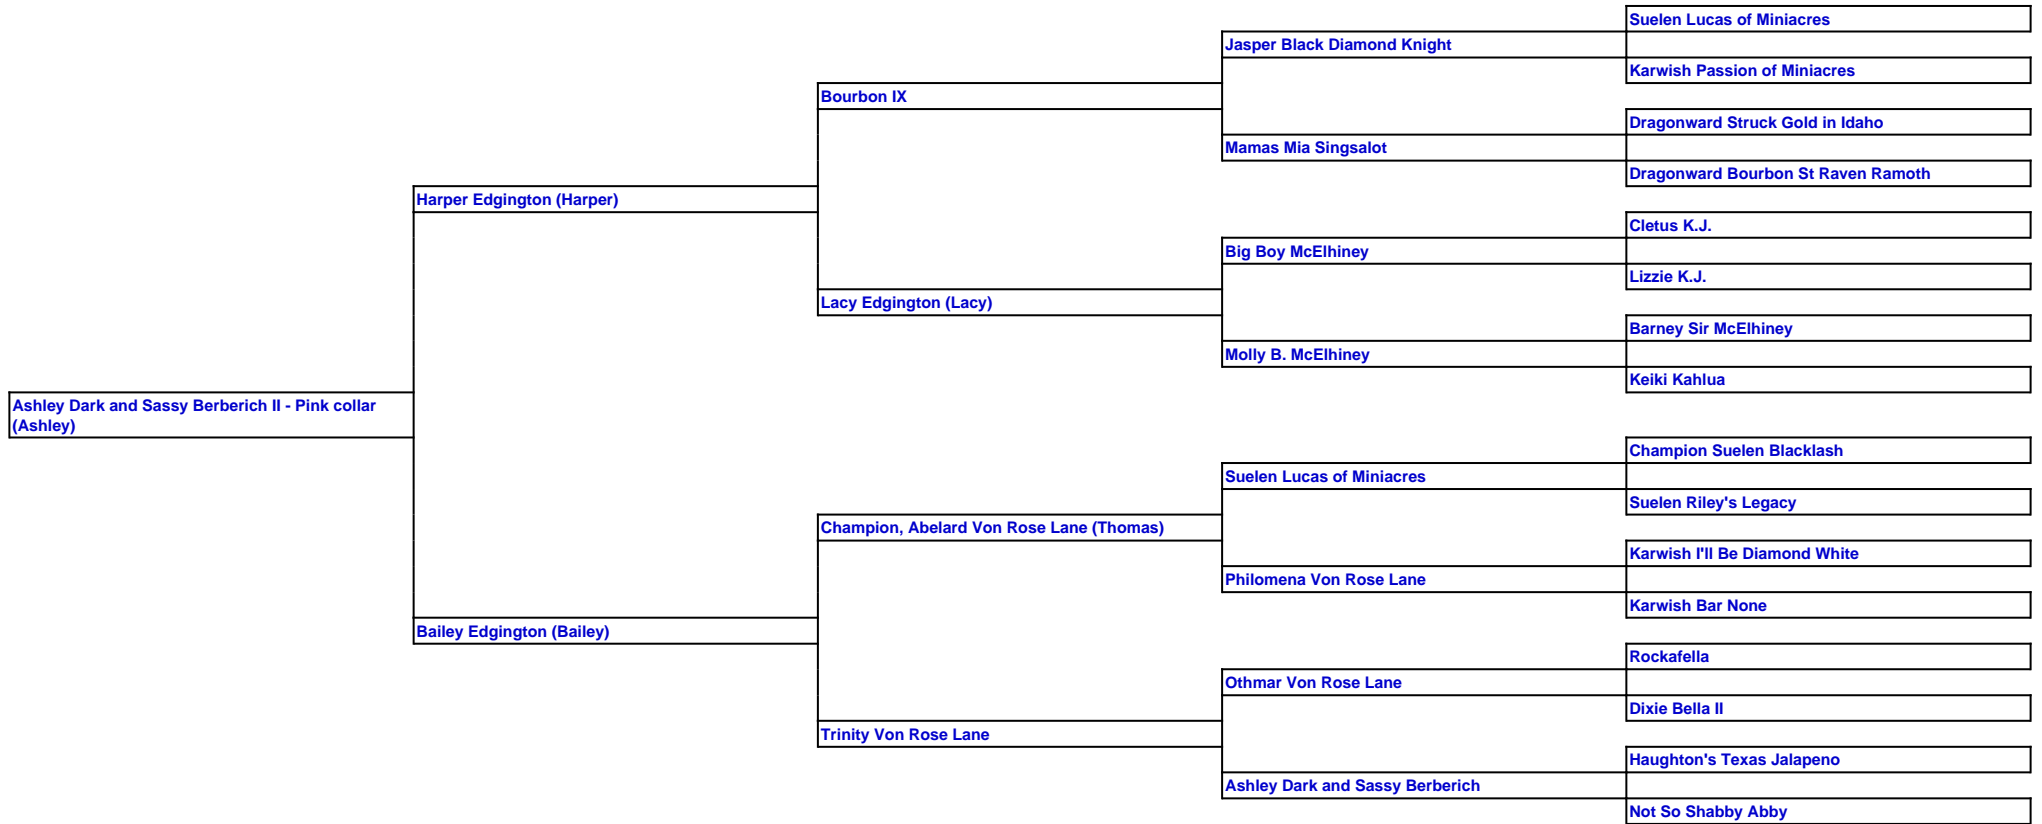 Suelen Lucas of Miniacres
Jasper Black Diamond Knight
Karwish Passion of Miniacres
Bourbon IX
Dragonward Struck Gold in Idaho
Mamas Mia Singsalot
Dragonward Bourbon St Raven Ramoth
Harper Edgington (Harper)
Cletus K.J.
Big Boy McElhiney
Lizzie K.J.
Lacy Edgington (Lacy)
Barney Sir McElhiney
Molly B. McElhiney
Keiki Kahlua
Ashley Dark and Sassy Berberich II - Pink collar
(Ashley)
Champion Suelen Blacklash
Suelen Lucas of Miniacres
Suelen Riley's Legacy
Champion, Abelard Von Rose Lane (Thomas)
Karwish I'll Be Diamond White
Philomena Von Rose Lane
Karwish Bar None
Bailey Edgington (Bailey)
Rockafella
Othmar Von Rose Lane
Dixie Bella II
Trinity Von Rose Lane
Haughton's Texas Jalapeno
Ashley Dark and Sassy Berberich
Not So Shabby Abby